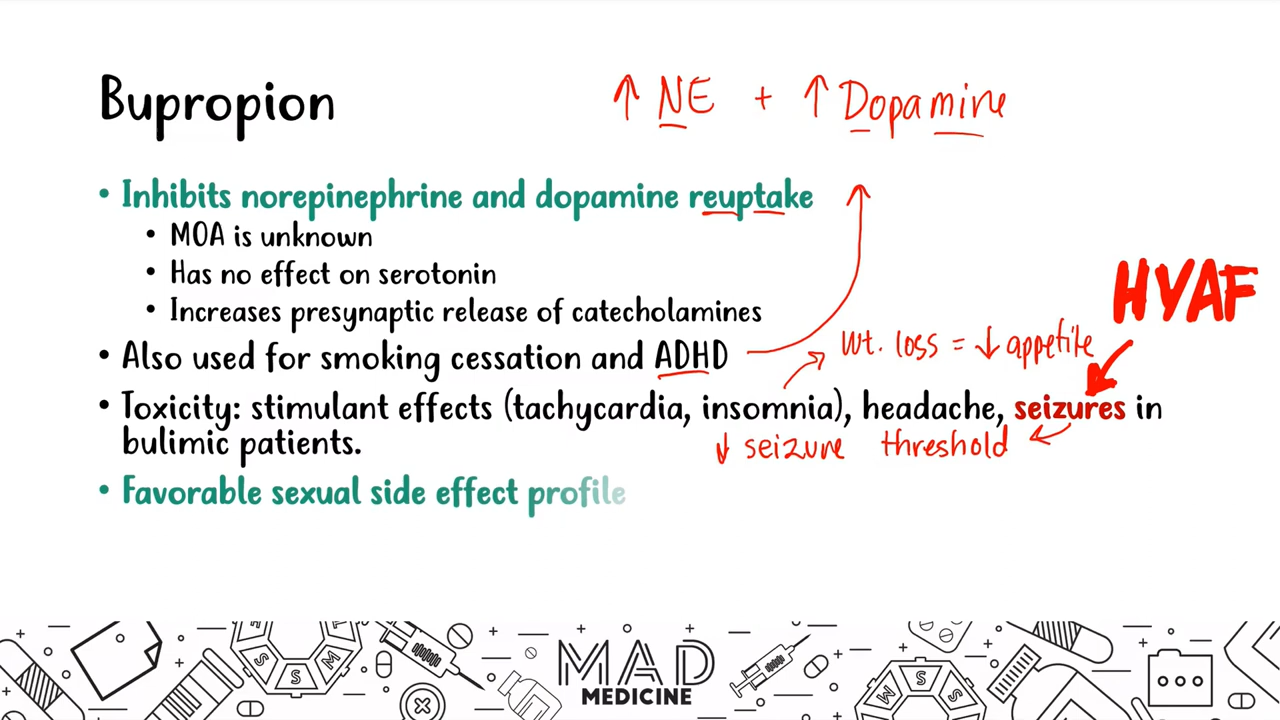 Bupropion
↑ NE + ↑ Dopamine
• Inhibits norepinephrine and dopamine reuptake
• MOA is unknown
• Has no effect on serotonin
• Increases presynaptic release of catecholamines
HYAF
• Also used for smoking cessation and ADHD
Wt. loss = ↓ appetite
• Toxicity: stimulant effects (tachycardia, insomnia), headache, seizures in
bulimic patients.
↓ seizure threshold
• Favorable sexual side effect profile
S S M
MAD
MEDICINE
M S S